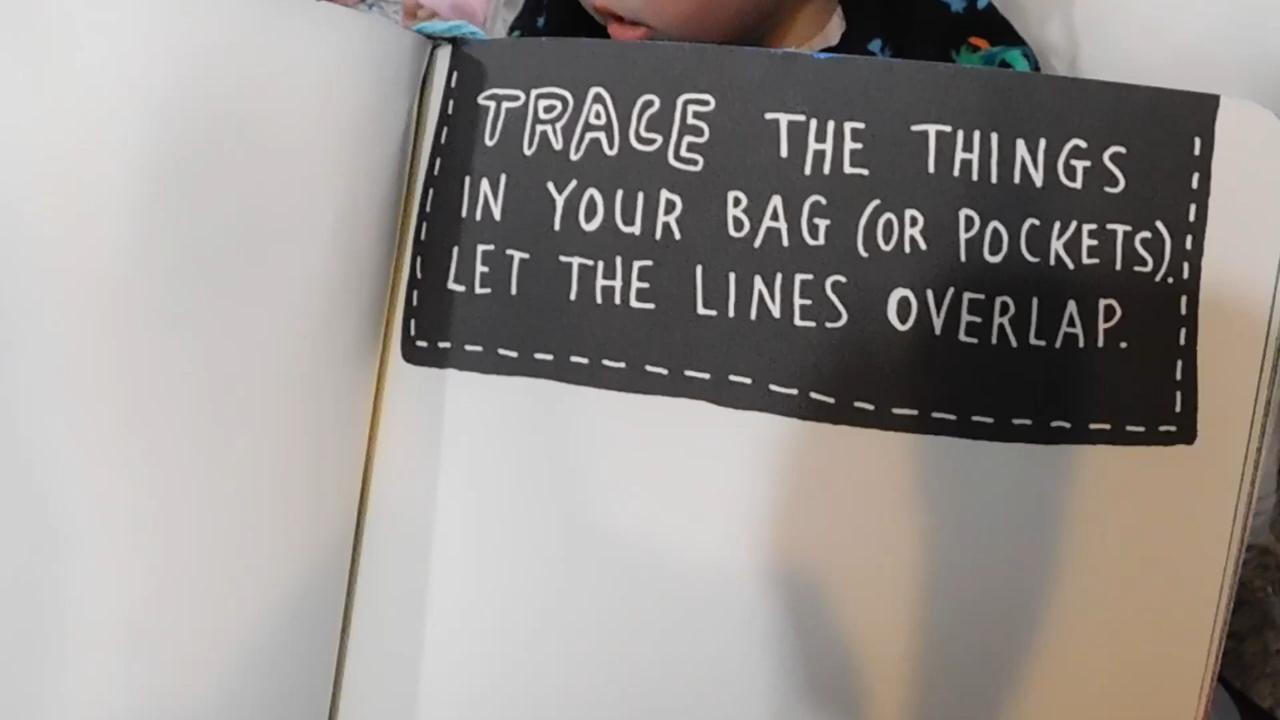 TRACE THE THINGS
IN YOUR BAG (OR POCKETS).
LET THE LINES OVERLAP.